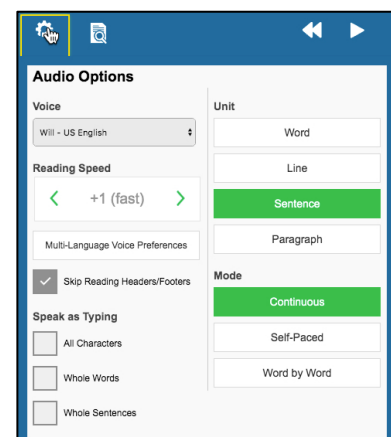 Audio Options
Voice
Will - US English
Reading Speed
+1 (fast)
Multi-Language Voice Preferences
Skip Reading Headers/Footers
Speak as Typing
All Characters
Whole Words
Whole Sentences
Unit
Word
Line
Sentence
Paragraph
Mode
Continuous
Self-Paced
Word by Word